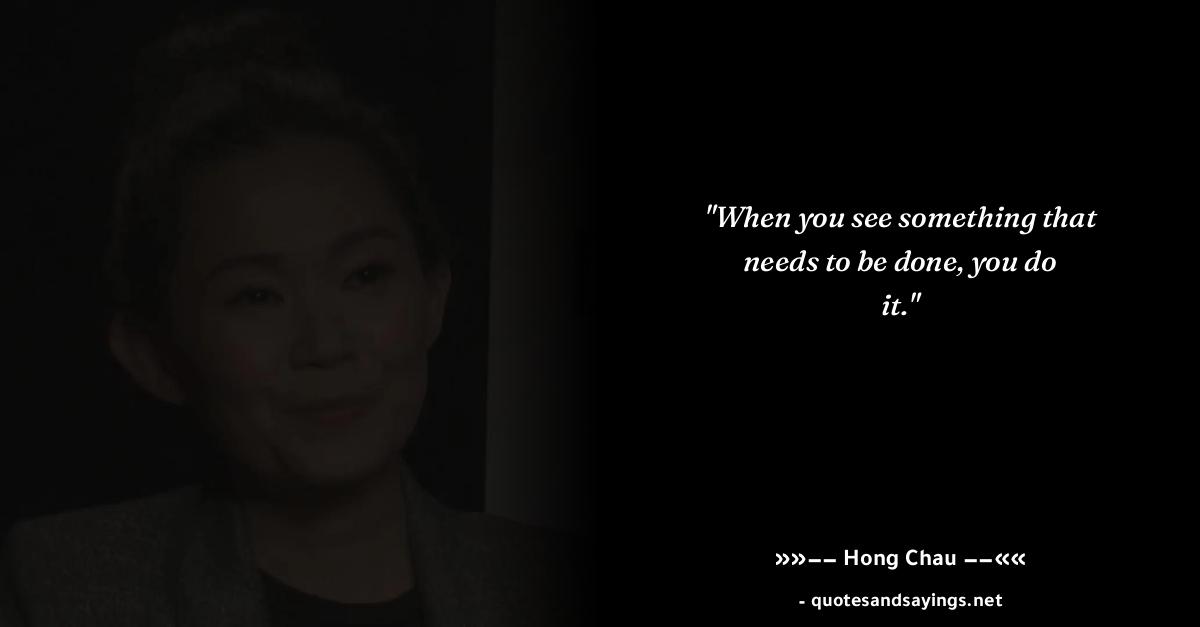 "When you see something that
needs to be done, you do
it."
»»—— Hong Chau ——««
- quotesandsayings.net